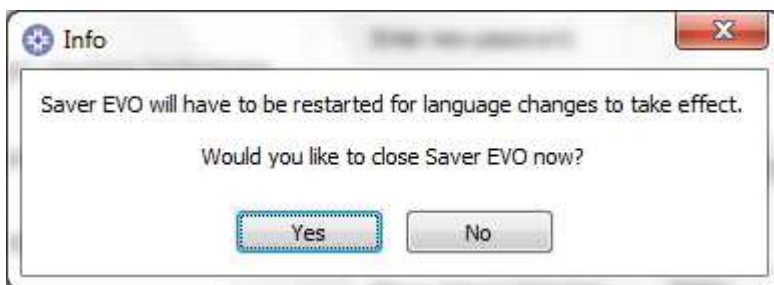 Info
Saver EVO will have to be restarted for language changes to take effect.
Would you like to close Saver EVO now?
Yes
No